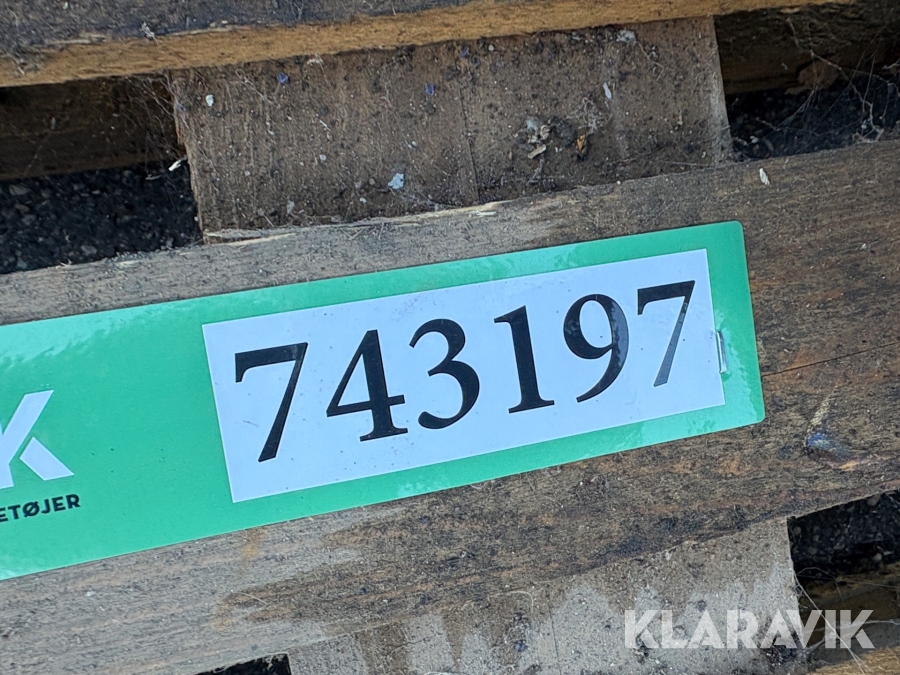 743197
K
ETØJER
KLARAVIK